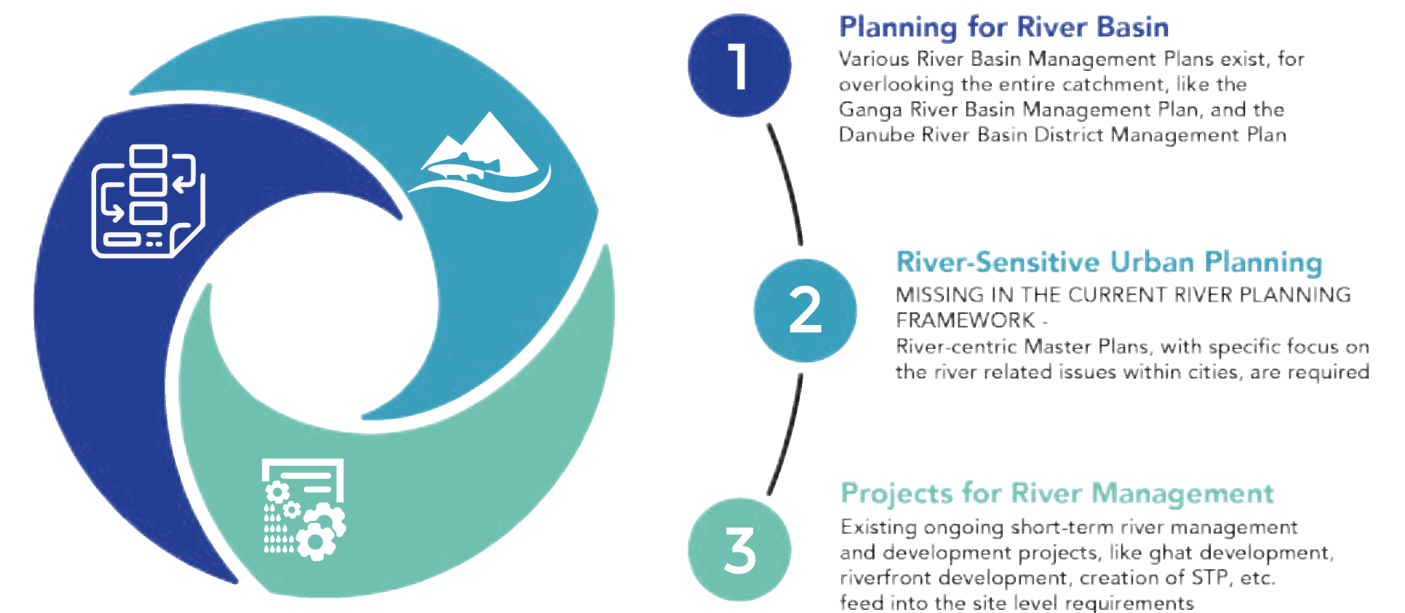 1
Planning for River Basin
Various River Basin Management Plans exist, for
overlooking the entire catchment, like the
Ganga River Basin Management Plan, and the
Danube River Basin District Management Plan
2
River-Sensitive Urban Planning
MISSING IN THE CURRENT RIVER PLANNING
FRAMEWORK -
River-centric Master Plans, with specific focus on
the river related issues within cities, are required
3
Projects for River Management
Existing ongoing short-term river management
and development projects, like ghat development,
riverfront development, creation of STP, etc.
feed into the site level requirements